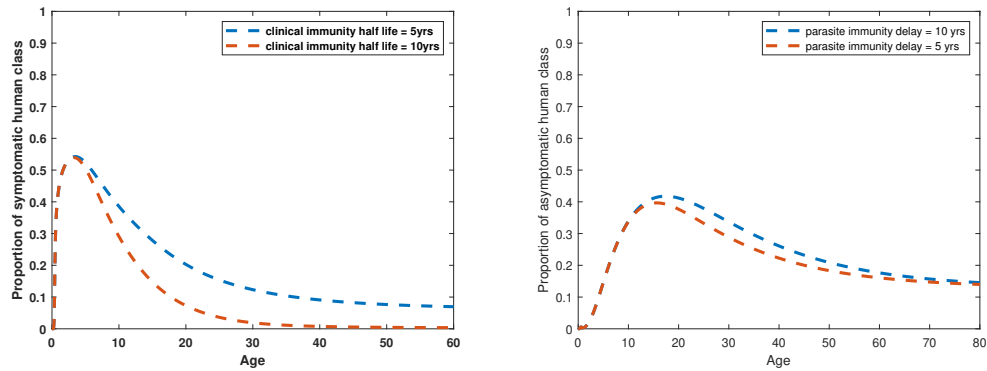 Proportion of symptomatic human class
1
0.9
0.8
0.7
0.6
0.5
0.4
0.3
0.2
0.1
0
clinical immunity half life = 5yrs
clinical immunity half life = 10yrs
0 10 20 30 40 50 60
Age
Proportion of asymptomatic human class
1
0.9
0.8
0.7
0.6
0.5
0.4
0.3
0.2
0.1
0
parasite immunity delay = 10 yrs
parasite immunity delay = 5 yrs
0 10 20 30 40 50 60 70 80
Age